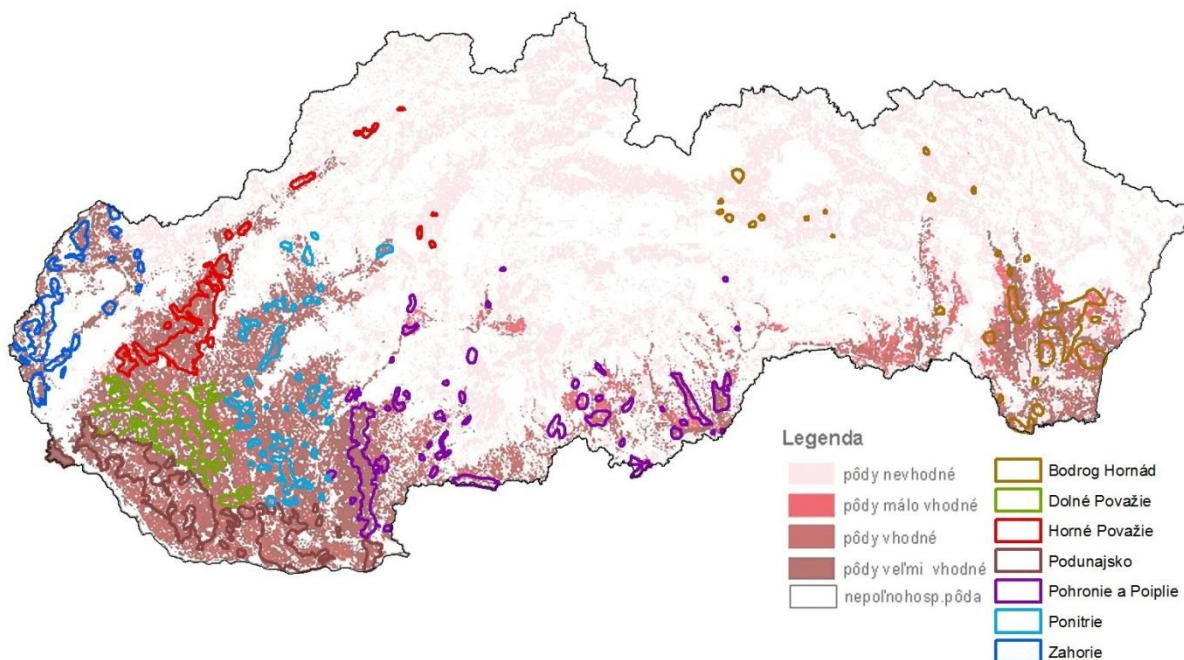 Legenda
pôdy nevhodné
pôdy málo vhodné
pôdy vhodné
pôdy veľmi vhodné
nepoľnohosp.pôda
Bodrog Hornád
Dolné Považie
Horné Považie
Podunajsko
Pohronie a Poiplie
Ponitrie
Zahorie